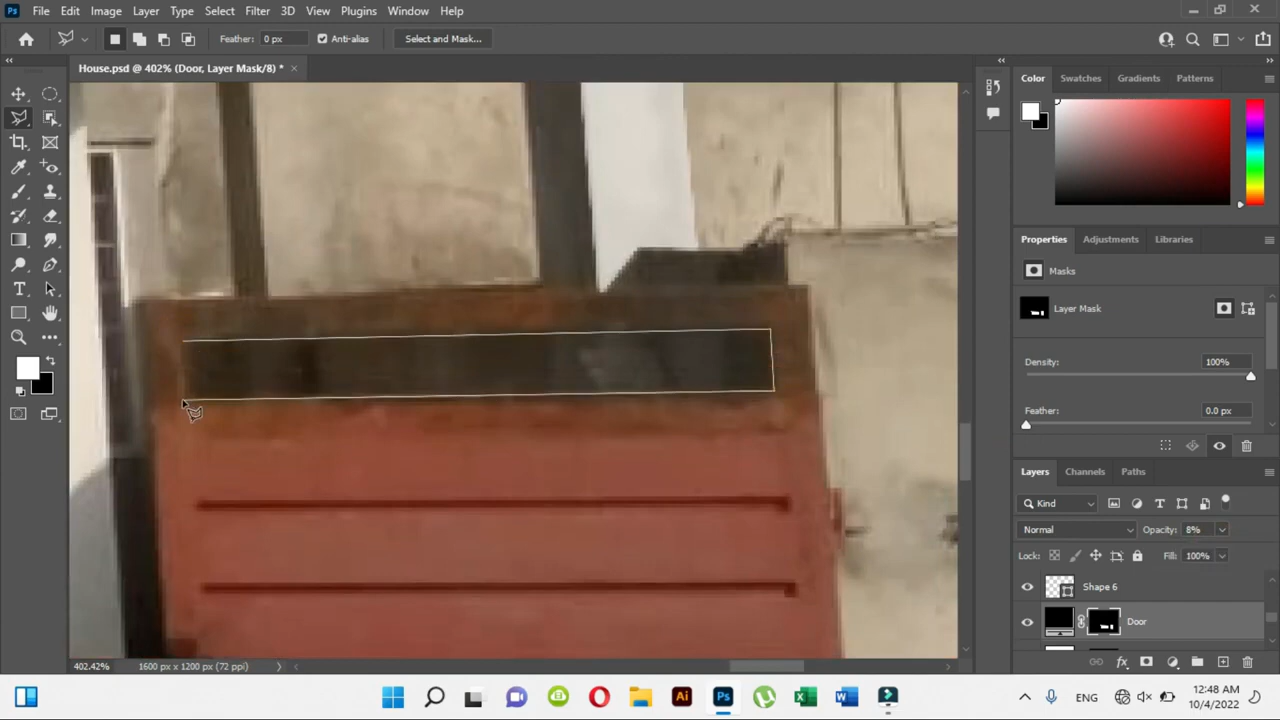 Ps File Edit Image Layer Type Select Filter 3D View Plugins Window Help
Feather: 0 px Anti-alias Select and Mask...
House.psd @ 402% (Door, Layer Mask/8) * ×
Color Swatches Gradients Patterns
Properties Adjustments Libraries
Masks
Layer Mask
Density: 100%
Feather: 0.0 px
Layers Channels Paths
Kind
Normal Opacity: 8%
Lock: Fill: 100%
Shape 6
Door
402.42% 1600 px x 1200 px (72 ppi)
Ai Ps ENG 12:48 AM
10/4/2022